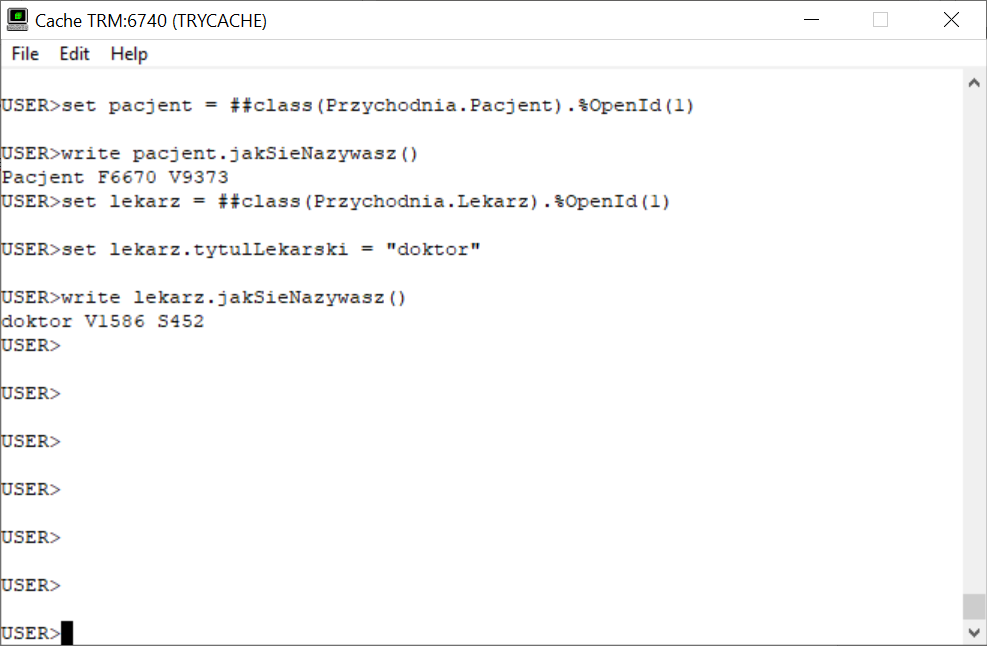 Cache TRM:6740 (TRYCACHE)
File Edit Help
USER>set pacjent = ##class(Przychodnia.Pacjent).%OpenId(1)
USER>write pacjent.jakSieNazywasz()
Pacjent F6670 V9373
USER>set lekarz = ##class(Przychodnia.Lekarz).%OpenId(1)
USER>set lekarz.tytulLekarski = "doktor"
USER>write lekarz.jakSieNazywasz()
doktor V1586 S452
USER>
USER>
USER>
USER>
USER>
USER>
USER>